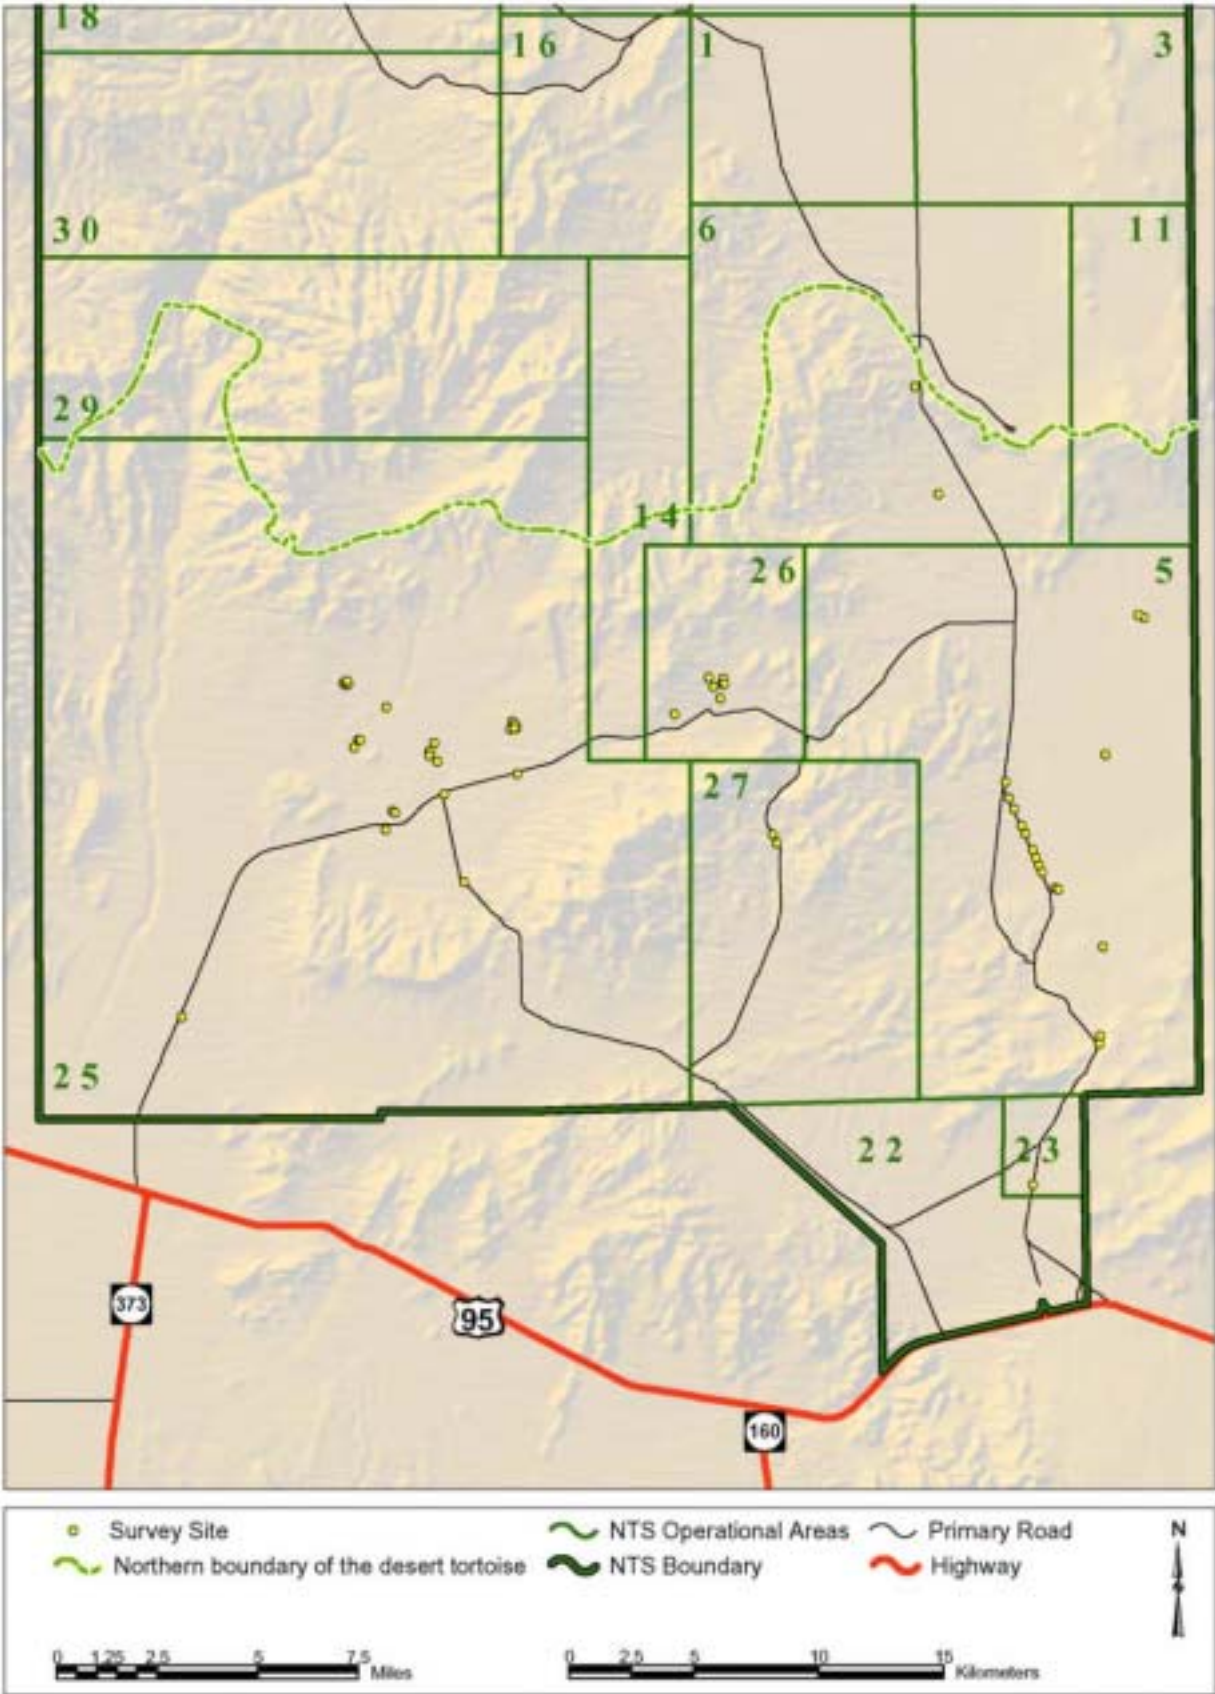 18
16
1
3
30
6
11
29
14
26
5
27
25
22
23
373
95
160
Survey Site
NTS Operational Areas
Primary Road
N
Northern boundary of the desert tortoise
NTS Boundary
Highway
0 1.25 2.5 5 7.5
Miles
0 2.5 5 10 15
Kilometers